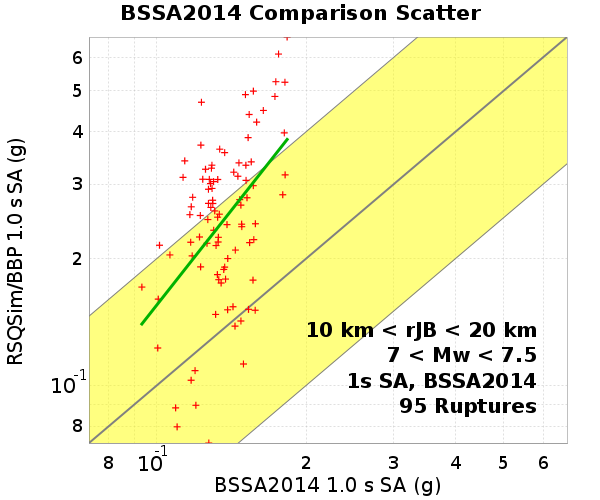 BSSA2014 Comparison Scatter
RSQSim/BBP 1.0 s SA (g)
6
5
4
3
2
10-1
8
10 km < rJB < 20 km
7 < Mw < 7.5
1s SA, BSSA2014
95 Ruptures
8 10-1 2 3 4 5 6
BSSA2014 1.0 s SA (g)